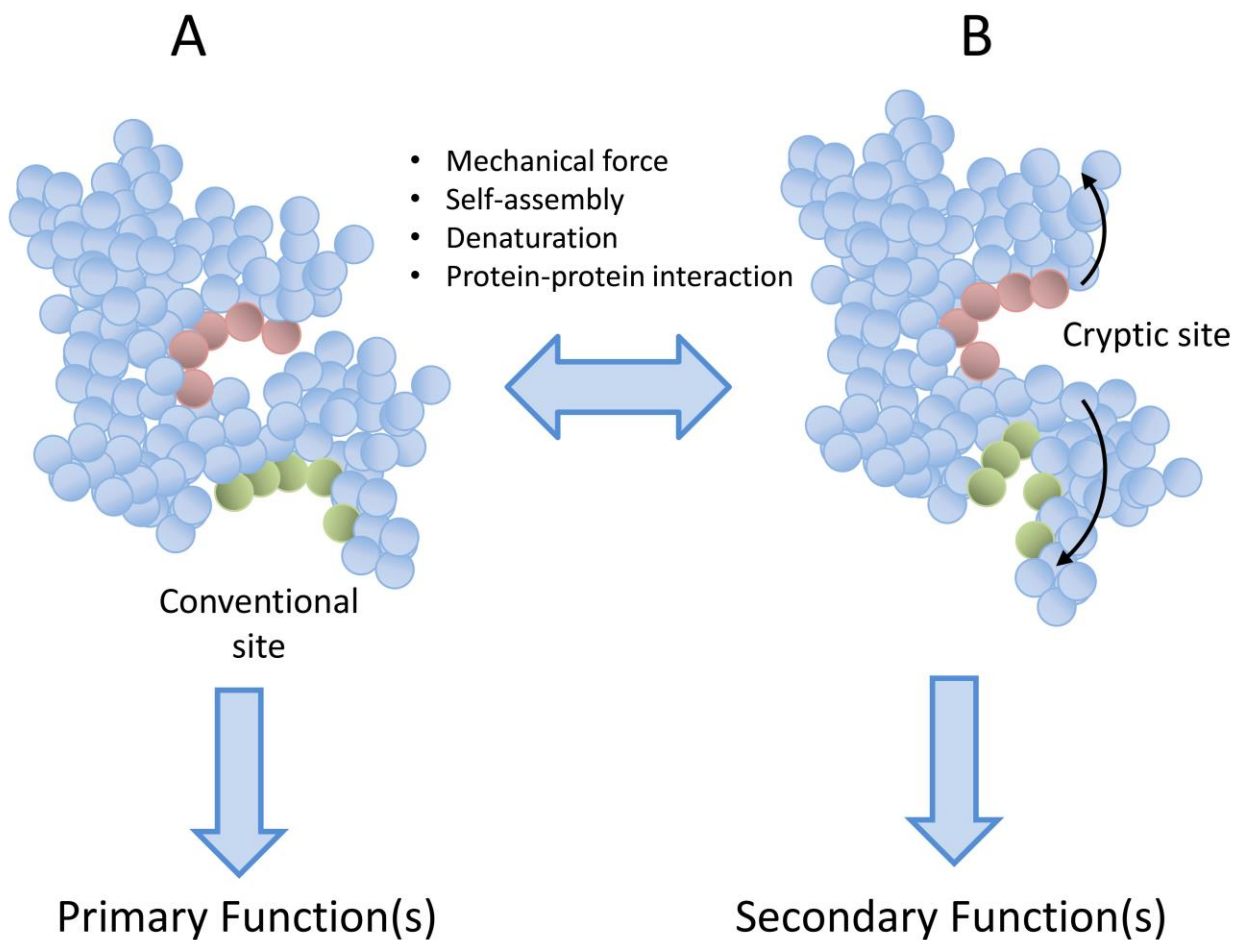 A
B
• Mechanical force
• Self-assembly
• Denaturation
• Protein-protein interaction
Cryptic site
Conventional
site
Primary Function(s)
Secondary Function(s)